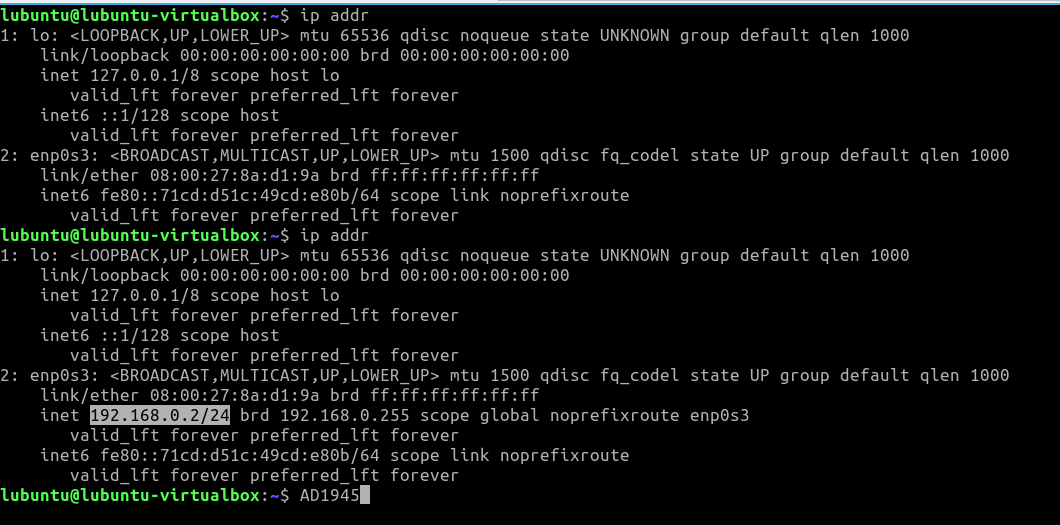 lubuntu@lubuntu-virtualbox:~$ ip addr
1: lo: <LOOPBACK,UP,LOWER_UP> mtu 65536 qdisc noqueue state UNKNOWN group default qlen 1000
    link/loopback 00:00:00:00:00:00 brd 00:00:00:00:00:00
    inet 127.0.0.1/8 scope host lo
       valid_lft forever preferred_lft forever
    inet6 ::1/128 scope host
       valid_lft forever preferred_lft forever
2: enp0s3: <BROADCAST,MULTICAST,UP,LOWER_UP> mtu 1500 qdisc fq_codel state UP group default qlen 1000
    link/ether 08:00:27:8a:d1:9a brd ff:ff:ff:ff:ff:ff
    inet6 fe80::71cd:d51c:49cd:e80b/64 scope link noprefixroute
       valid_lft forever preferred_lft forever
lubuntu@lubuntu-virtualbox:~$ ip addr
1: lo: <LOOPBACK,UP,LOWER_UP> mtu 65536 qdisc noqueue state UNKNOWN group default qlen 1000
    link/loopback 00:00:00:00:00:00 brd 00:00:00:00:00:00
    inet 127.0.0.1/8 scope host lo
       valid_lft forever preferred_lft forever
    inet6 ::1/128 scope host
       valid_lft forever preferred_lft forever
2: enp0s3: <BROADCAST,MULTICAST,UP,LOWER_UP> mtu 1500 qdisc fq_codel state UP group default qlen 1000
    link/ether 08:00:27:8a:d1:9a brd ff:ff:ff:ff:ff:ff
    inet 192.168.0.2/24 brd 192.168.0.255 scope global noprefixroute enp0s3
       valid_lft forever preferred_lft forever
    inet6 fe80::71cd:d51c:49cd:e80b/64 scope link noprefixroute
       valid_lft forever preferred_lft forever
lubuntu@lubuntu-virtualbox:~$ AD1945